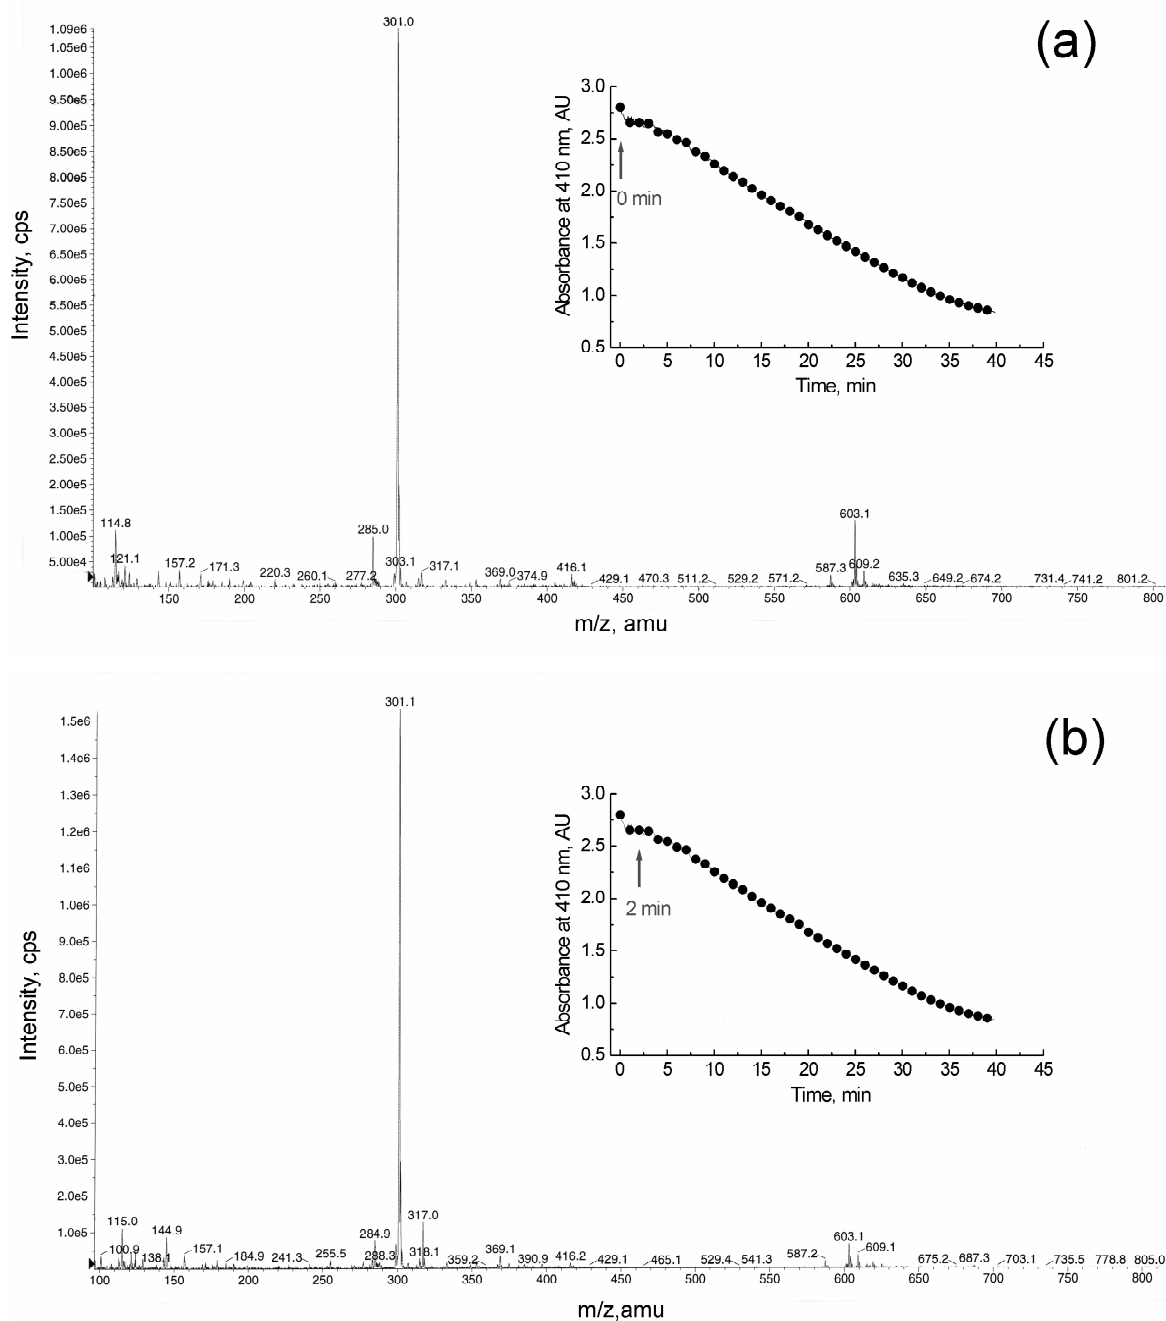 (a)
Intensity, cps
1.09e6
1.05e6
1.00e6
9.50e5
9.00e5
8.50e5
8.00e5
7.50e5
7.00e5
6.50e5
6.00e5
5.50e5
5.00e5
4.50e5
4.00e5
3.50e5
3.00e5
2.50e5
2.00e5
1.50e5
1.00e5
5.00e4
301.0
114.8
121.1
157.2
171.3
220.3
260.1
277.2
285.0
303.1
317.1
369.0
374.9
416.1
429.1
470.3
511.2
529.2
571.2
587.3
603.1
609.2
635.3
649.2
674.2
731.4
741.2
801.2
150 200 250 300 350 400 450 500 550 600 650 700 750 800
m/z, amu
Absorbance at 410 nm, AU
3.0
2.5
2.0
1.5
1.0
0.5
0 min
0 5 10 15 20 25 30 35 40 45
Time, min
(b)
Intensity, cps
1.5e6
1.4e6
1.3e6
1.2e6
1.1e6
1.0e6
9.0e5
8.0e5
7.0e5
6.0e5
5.0e5
4.0e5
3.0e5
2.0e5
1.0e5
301.1
100.9
115.0
138.1
144.9
157.1
184.9
241.3
255.5
284.9
288.3
317.0
318.1
359.2
369.1
390.9
416.2
429.1
465.1
529.4
541.3
587.2
603.1
609.1
675.2
687.3
703.1
735.5
778.8
805.0
100 150 200 250 300 350 400 450 500 550 600 650 700 750 800
m/z,amu
Absorbance at 410 nm, AU
3.0
2.5
2.0
1.5
1.0
0.5
2 min
0 5 10 15 20 25 30 35 40 45
Time, min